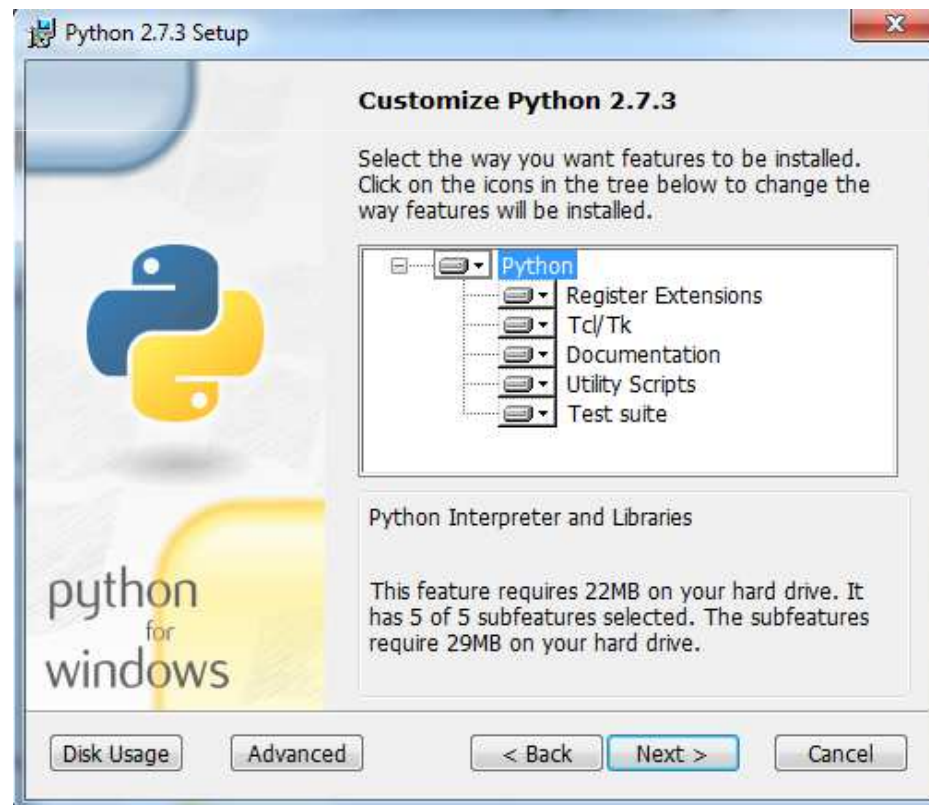 Python 2.7.3 Setup
Customize Python 2.7.3
Select the way you want features to be installed.
Click on the icons in the tree below to change the
way features will be installed.
Python
Register Extensions
Tcl/Tk
Documentation
Utility Scripts
Test suite
Python Interpreter and Libraries
This feature requires 22MB on your hard drive. It
has 5 of 5 subfeatures selected. The subfeatures
require 29MB on your hard drive.
python
for
windows
Disk Usage Advanced < Back Next > Cancel